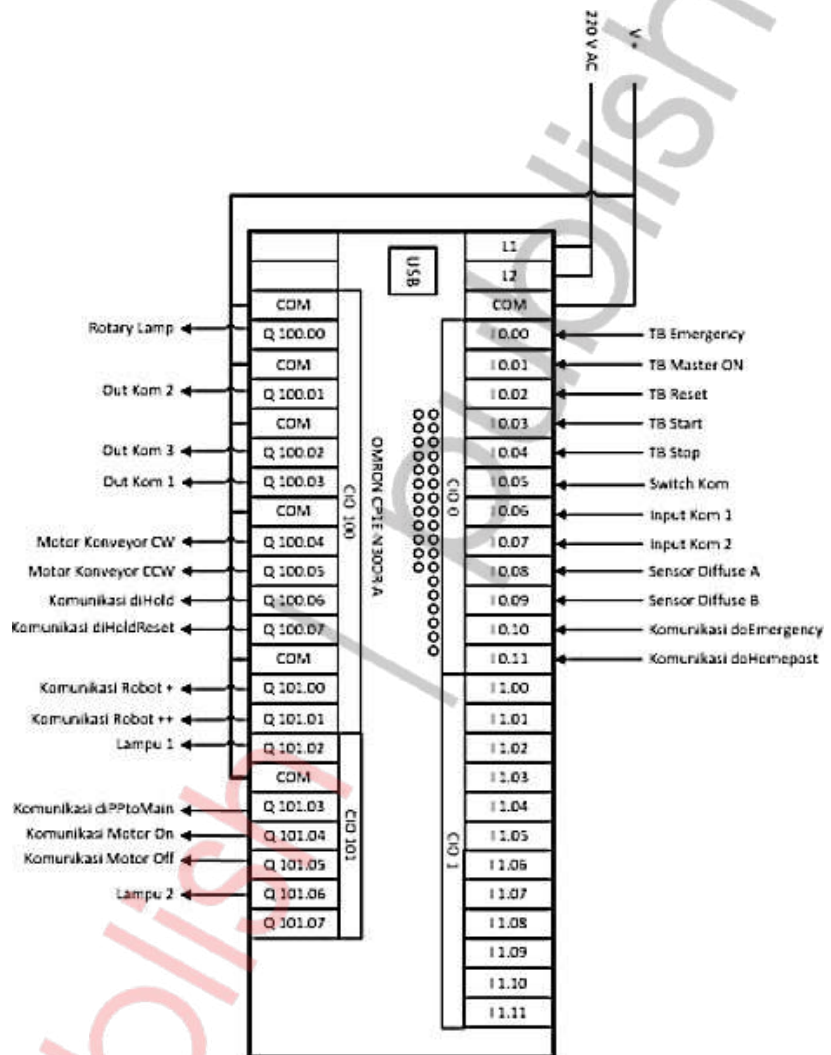 220 V AC
V +
L1
L2
USB
COM
COM
Rotary Lamp
Q 100.00
I 0.00
TB Emergency
COM
I 0.01
TB Master ON
Out Kom 2
Q 100.01
I 0.02
TB Reset
COM
I 0.03
TB Start
Out Kom 3
Q 100.02
I 0.04
TB Stop
Out Kom 1
Q 100.03
I 0.05
Switch Kom
COM
I 0.06
Input Kom 1
Motor Konveyor CW
Q 100.04
I 0.07
Input Kom 2
Motor Konveyor CCW
Q 100.05
I 0.08
Sensor Diffuse A
Komunikasi diHold
Q 100.06
I 0.09
Sensor Diffuse B
Komunikasi diHoldReset
Q 100.07
I 0.10
Komunikasi doEmergency
COM
I 0.11
Komunikasi doHomepost
CIO 100
OMRON CP1E-N30DR A
CIO 0
Komunikasi Robot +
Q 101.00
I 1.00
Komunikasi Robot ++
Q 101.01
I 1.01
Lampu 1
Q 101.02
I 1.02
COM
I 1.03
Komunikasi diPPtoMain
Q 101.03
I 1.04
Komunikasi Motor On
Q 101.04
I 1.05
Komunikasi Motor Off
Q 101.05
I 1.06
Lampu 2
Q 101.06
I 1.07
Q 101.07
I 1.08
CIO 101
CIO 1
I 1.09
I 1.10
I 1.11
publish